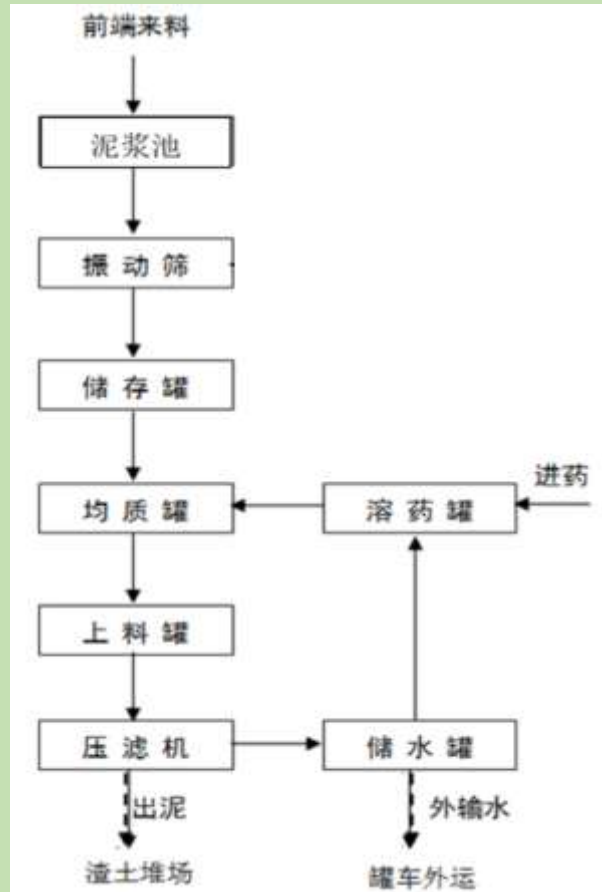 前端来料
泥浆池
振动筛
储存罐
均质罐
溶药罐
进药
上料罐
压滤机
储水罐
出泥
外输水
渣土堆场
罐车外运